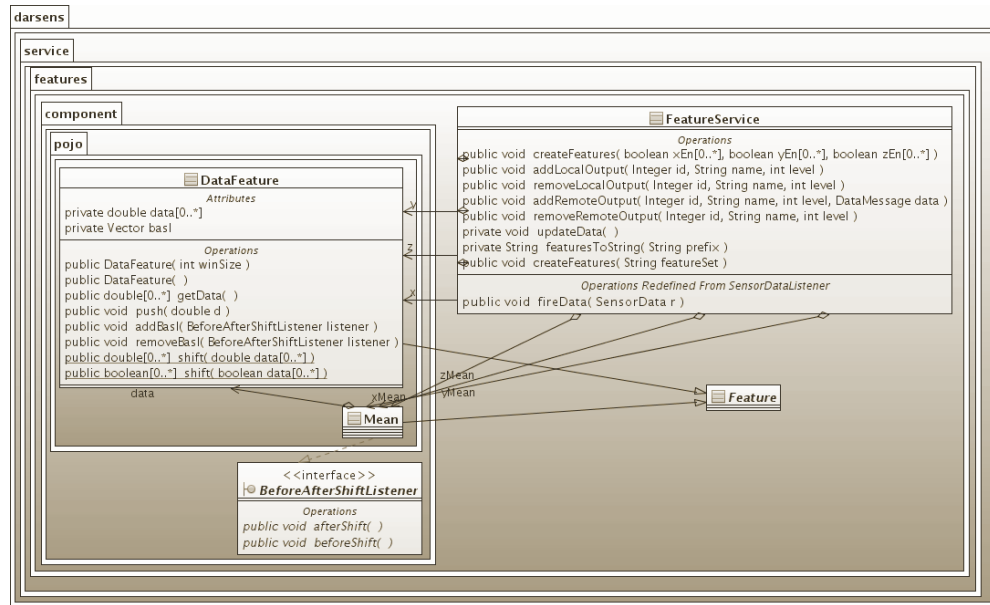 darsens
service
features
component
pojo
DataFeature
Attributes
private double data[0..*]
private Vector basl
Operations
public DataFeature( int winSize )
public DataFeature( )
public double[0..*] getData( )
public void push( double d )
public void addBasl( BeforeAfterShiftListener listener )
public void removeBasl( BeforeAfterShiftListener listener )
public double[0..*] shift( double data[0..*] )
public boolean[0..*] shift( boolean data[0..*] )
FeatureService
Operations
public void createFeatures( boolean xEn[0..*], boolean yEn[0..*], boolean zEn[0..*] )
public void addLocalOutput( Integer id, String name, int level )
public void removeLocalOutput( Integer id, String name, int level )
public void addRemoteOutput( Integer id, String name, int level, DataMessage data )
public void removeRemoteOutput( Integer id, String name, int level )
private void updateData( )
private String featuresToString( String prefix )
public void createFeatures( String featureSet )
Operations Redefined From SensorDataListener
public void fireData( SensorData r )
y
z
x
data
xMean
zMean
yMean
Mean
Feature
<<interface>>
BeforeAfterShiftListener
Operations
public void afterShift( )
public void beforeShift( )